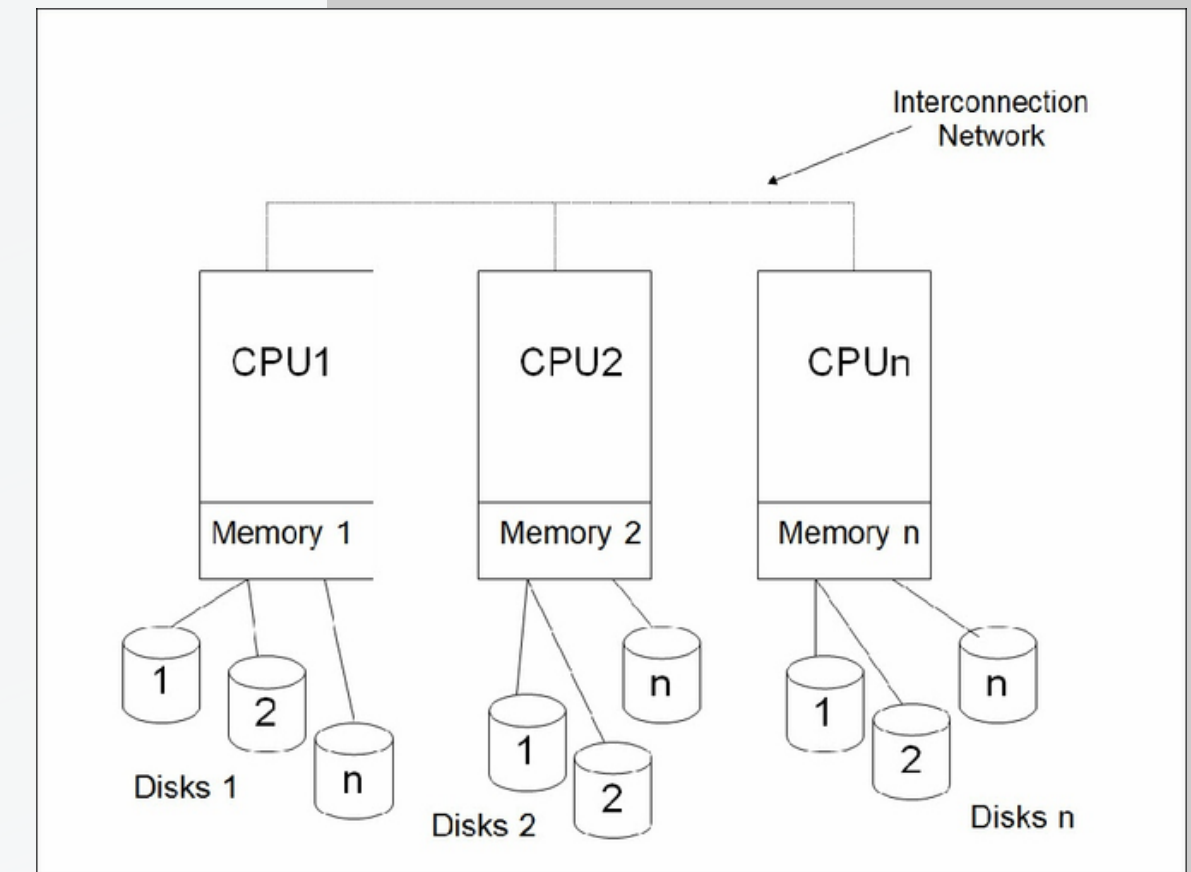 Interconnection
Network
CPU1
CPU2
CPUn
Memory 1
Memory 2
Memory n
1
2
n
Disks 1
1
2
n
Disks 2
1
2
n
Disks n